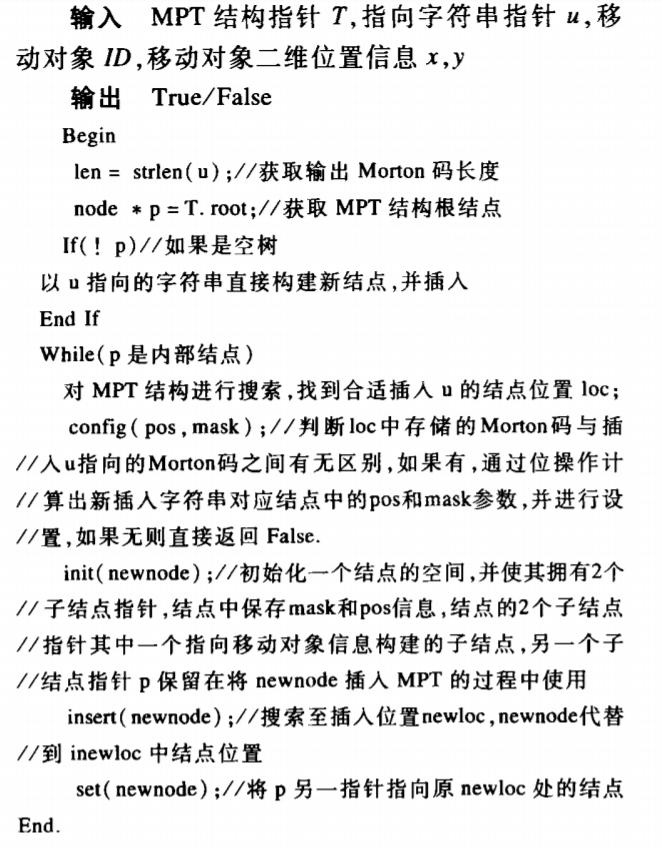 输入 MPT 结构指针 T,指向字符串指针 u,移
动对象 ID,移动对象二维位置信息 x,y
输出 True/False
Begin
len = strlen(u);//获取输出 Morton 码长度
node * p = T. root;//获取 MPT 结构根结点
If(! p)//如果是空树
以 u 指向的字符串直接构建新结点,并插入
End If
While(p 是内部结点)
对 MPT 结构进行搜索,找到合适插入 u 的结点位置 loc;
config(pos,mask);//判断loc中存储的Morton码与插
//入u指向的Morton码之间有无区别,如果有,通过位操作计
//算出新插入字符串对应结点中的pos和mask参数,并进行设
//置,如果无则直接返回 False.
init(newnode);//初始化一个结点的空间,并使其拥有2个
//子结点指针,结点中保存mask和pos信息,结点的2个子结点
//指针其中一个指向移动对象信息构建的子结点,另一个子
//结点指针 p 保留在将 newnode 插入 MPT 的过程中使用
insert(newnode);//搜索至插入位置newloc,newnode代替
//到 inewloc 中结点位置
set(newnode);//将 p 另一指针指向原 newloc 处的结点
End.